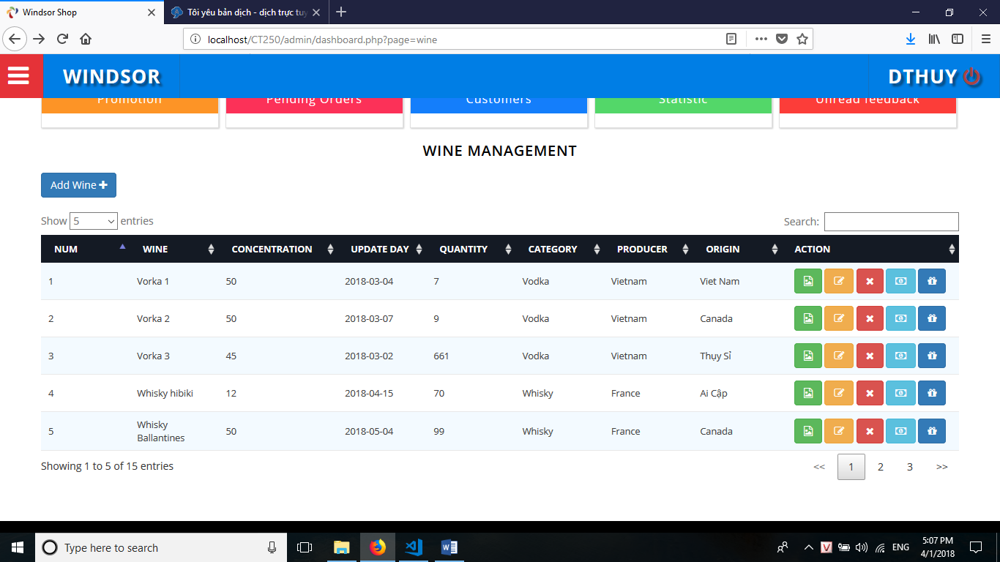 Windsor Shop
Tôi yêu bản dịch - dịch trực tuy
localhost/CT250/admin/dashboard.php?page=wine
WINDSOR
DTHUY
Promotion Pending Orders Customers Statistic Unread feedback
WINE MANAGEMENT
Add Wine
Show 5 entries
Search:
NUM WINE CONCENTRATION UPDATE DAY QUANTITY CATEGORY PRODUCER ORIGIN ACTION
1 Vorka 1 50 2018-03-04 7 Vodka Vietnam Viet Nam
2 Vorka 2 50 2018-03-07 9 Vodka Vietnam Canada
3 Vorka 3 45 2018-03-02 661 Vodka Vietnam Thụy Sĩ
4 Whisky hibiki 12 2018-04-15 70 Whisky France Ai Cập
5 Whisky Ballantines 50 2018-05-04 99 Whisky France Canada
Showing 1 to 5 of 15 entries
<< 1 2 3 >>
Type here to search
ENG
5:07 PM
4/1/2018